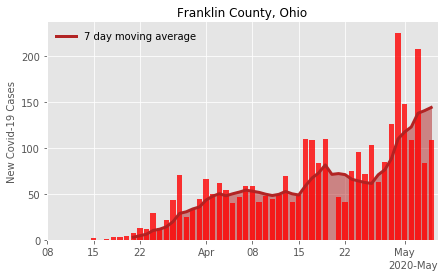 Franklin County, Ohio
7 day moving average
New Covid-19 Cases
200
150
100
50
0
08 15 22 Apr 08 15 22 May
2020-May